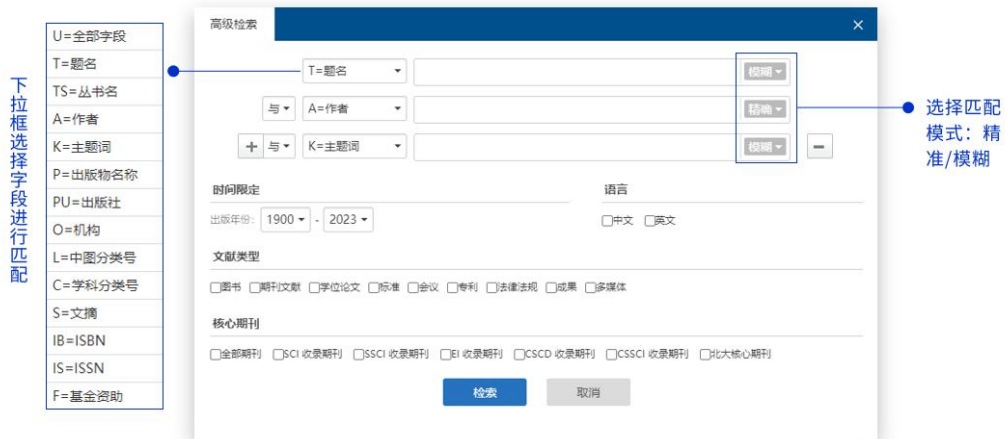 下拉框选择字段进行匹配
U=全部字段
T=题名
TS=丛书名
A=作者
K=主题词
P=出版物名称
PU=出版社
O=机构
L=中图分类号
C=学科分类号
S=文摘
IB=ISBN
IS=ISSN
F=基金资助
高级检索 ×
T=题名 模糊
与 A=作者 精确
+ 与 K=主题词 模糊 −
选择匹配
模式：精
准/模糊
时间限定 语言
出版年份: 1900 - 2023 中文 英文
文献类型
图书 期刊文献 学位论文 标准 会议 专利 法律法规 成果 多媒体
核心期刊
全部期刊 SCI 收录期刊 SSCI 收录期刊 EI 收录期刊 CSCD 收录期刊 CSSCI 收录期刊 北大核心期刊
检索 取消